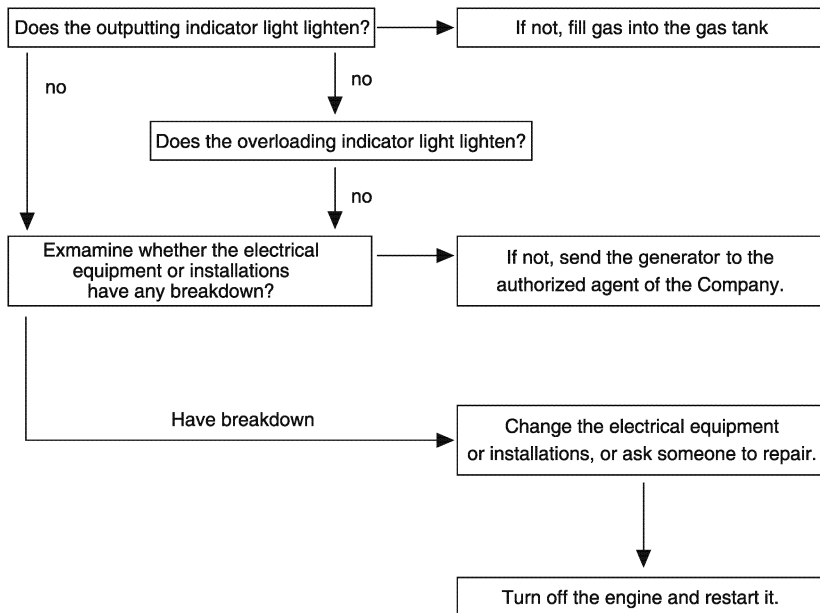 Does the outputting indicator light lighten?
If not, fill gas into the gas tank
no
no
Does the overloading indicator light lighten?
no
Exmamine whether the electrical
equipment or installations
have any breakdown?
If not, send the generator to the
authorized agent of the Company.
Have breakdown
Change the electrical equipment
or installations, or ask someone to repair.
Turn off the engine and restart it.